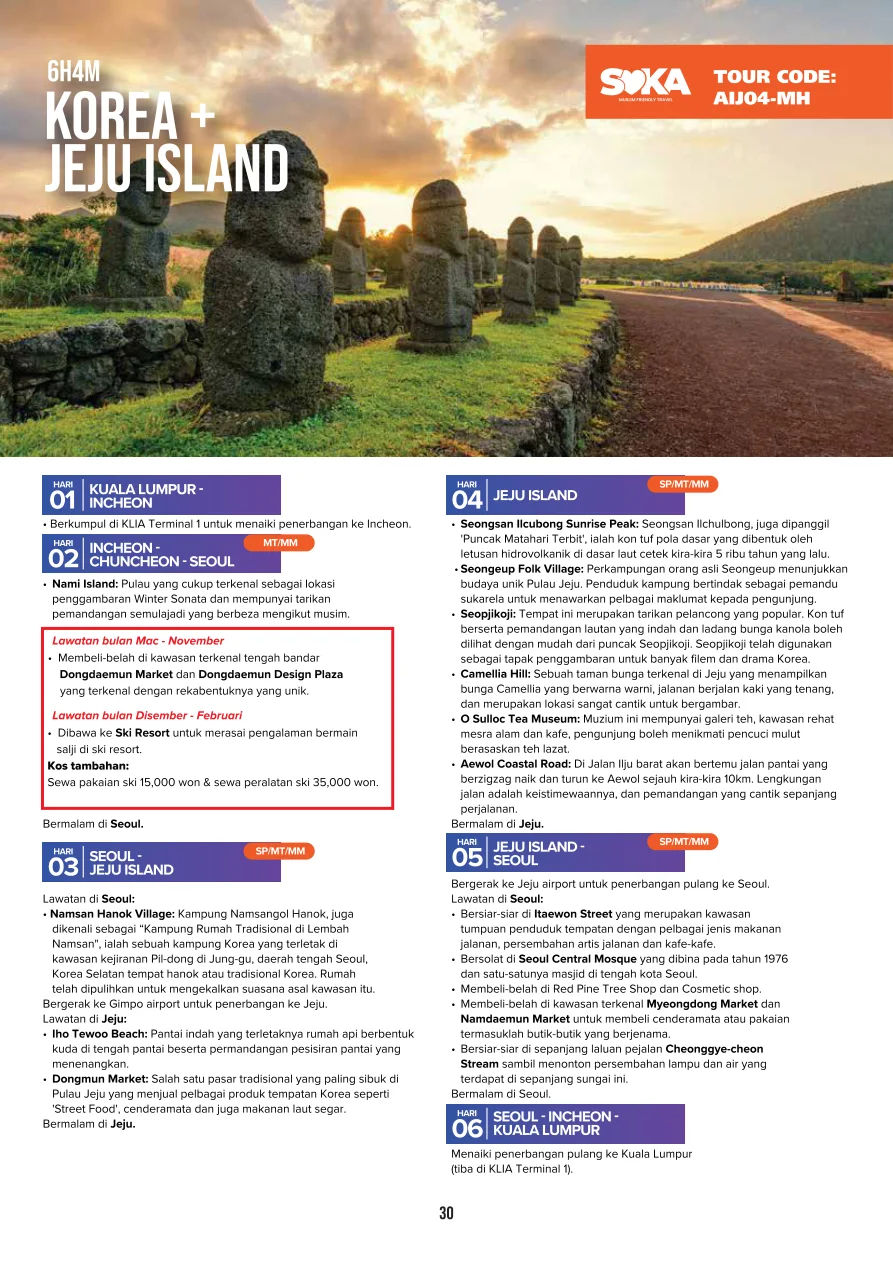 6H4M
KOREA +
JEJU ISLAND
SOKA
MUSLIM FRIENDLY TRAVEL
TOUR CODE:
AIJ04-MH
HARI
01
KUALA LUMPUR -
INCHEON
• Berkumpul di KLIA Terminal 1 untuk menaiki penerbangan ke Incheon.
HARI
02
INCHEON -
CHUNCHEON - SEOUL
MT/MM
• Nami Island: Pulau yang cukup terkenal sebagai lokasi
penggambaran Winter Sonata dan mempunyai tarikan
pemandangan semulajadi yang berbeza mengikut musim.
Lawatan bulan Mac - November
• Membeli-belah di kawasan terkenal tengah bandar
Dongdaemun Market dan Dongdaemun Design Plaza
yang terkenal dengan rekabentuknya yang unik.
Lawatan bulan Disember - Februari
• Dibawa ke Ski Resort untuk merasai pengalaman bermain
salji di ski resort.
Kos tambahan:
Sewa pakaian ski 15,000 won & sewa peralatan ski 35,000 won.
Bermalam di Seoul.
HARI
03
SEOUL -
JEJU ISLAND
SP/MT/MM
Lawatan di Seoul:
• Namsan Hanok Village: Kampung Namsangol Hanok, juga
dikenali sebagai “Kampung Rumah Tradisional di Lembah
Namsan", ialah sebuah kampung Korea yang terletak di
kawasan kejiranan Pil-dong di Jung-gu, daerah tengah Seoul,
Korea Selatan tempat hanok atau tradisional Korea. Rumah
telah dipulihkan untuk mengekalkan suasana asal kawasan itu.
Bergerak ke Gimpo airport untuk penerbangan ke Jeju.
Lawatan di Jeju:
• Iho Tewoo Beach: Pantai indah yang terletaknya rumah api berbentuk
kuda di tengah pantai beserta permandangan pesisiran pantai yang
menenangkan.
• Dongmun Market: Salah satu pasar tradisional yang paling sibuk di
Pulau Jeju yang menjual pelbagai produk tempatan Korea seperti
'Street Food', cenderamata dan juga makanan laut segar.
Bermalam di Jeju.
HARI
04
JEJU ISLAND
SP/MT/MM
• Seongsan Ilcubong Sunrise Peak: Seongsan Ilchulbong, juga dipanggil
'Puncak Matahari Terbit', ialah kon tuf pola dasar yang dibentuk oleh
letusan hidrovolkanik di dasar laut cetek kira-kira 5 ribu tahun yang lalu.
• Seongeup Folk Village: Perkampungan orang asli Seongeup menunjukkan
budaya unik Pulau Jeju. Penduduk kampung bertindak sebagai pemandu
sukarela untuk menawarkan pelbagai maklumat kepada pengunjung.
• Seopjikoji: Tempat ini merupakan tarikan pelancong yang popular. Kon tuf
berserta pemandangan lautan yang indah dan ladang bunga kanola boleh
dilihat dengan mudah dari puncak Seopjikoji. Seopjikoji telah digunakan
sebagai tapak penggambaran untuk banyak filem dan drama Korea.
• Camellia Hill: Sebuah taman bunga terkenal di Jeju yang menampilkan
bunga Camellia yang berwarna warni, jalanan berjalan kaki yang tenang,
dan merupakan lokasi sangat cantik untuk bergambar.
• O Sulloc Tea Museum: Muzium ini mempunyai galeri teh, kawasan rehat
mesra alam dan kafe, pengunjung boleh menikmati pencuci mulut
berasaskan teh lazat.
• Aewol Coastal Road: Di Jalan Ilju barat akan bertemu jalan pantai yang
berzigzag naik dan turun ke Aewol sejauh kira-kira 10km. Lengkungan
jalan adalah keistimewaannya, dan pemandangan yang cantik sepanjang
perjalanan.
Bermalam di Jeju.
HARI
05
JEJU ISLAND -
SEOUL
SP/MT/MM
Bergerak ke Jeju airport untuk penerbangan pulang ke Seoul.
Lawatan di Seoul:
• Bersiar-siar di Itaewon Street yang merupakan kawasan
tumpuan penduduk tempatan dengan pelbagai jenis makanan
jalanan, persembahan artis jalanan dan kafe-kafe.
• Bersolat di Seoul Central Mosque yang dibina pada tahun 1976
dan satu-satunya masjid di tengah kota Seoul.
• Membeli-belah di Red Pine Tree Shop dan Cosmetic shop.
• Membeli-belah di kawasan terkenal Myeongdong Market dan
Namdaemun Market untuk membeli cenderamata atau pakaian
termasuklah butik-butik yang berjenama.
• Bersiar-siar di sepanjang laluan pejalan Cheonggye-cheon
Stream sambil menonton persembahan lampu dan air yang
terdapat di sepanjang sungai ini.
Bermalam di Seoul.
HARI
06
SEOUL - INCHEON -
KUALA LUMPUR
Menaiki penerbangan pulang ke Kuala Lumpur
(tiba di KLIA Terminal 1).
30